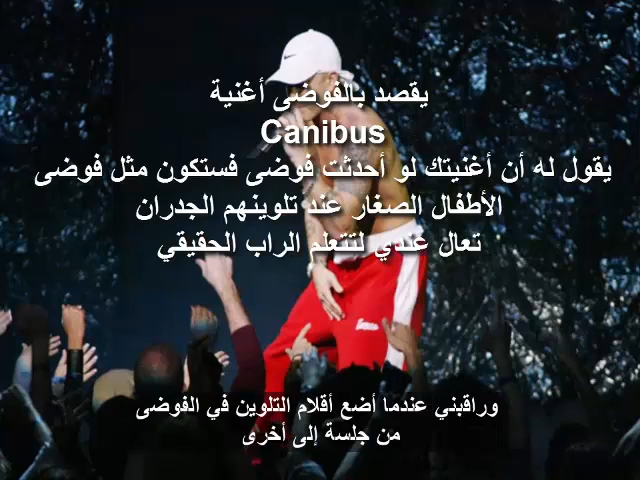 يقصد بالفوضى أغنية
Canibus
يقول له أن أغنيتك لو أحدثت فوضى فستكون مثل فوضى
الأطفال الصغار عند تلوينهم الجدران
تعال عندي لتتعلم الراب الحقيقي
وراقبني عندما أضع أقلام التلوين في الفوضى
من جلسة إلى أخرى